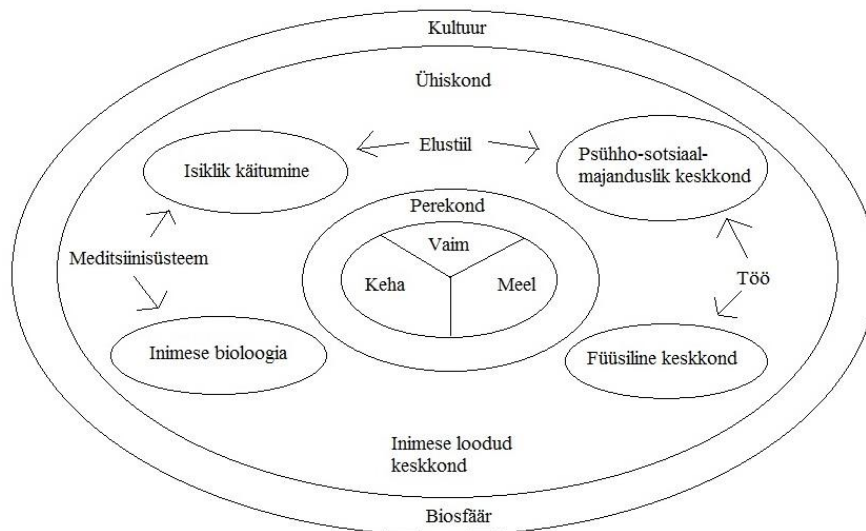 Kultuur
Ühiskond
Elustiil
Isiklik käitumine
Psühho-sotsiaal-
majanduslik keskkond
Perekond
Vaim
Meditsiinisüsteem
Keha
Meel
Töö
Inimese bioloogia
Füüsiline keskkond
Inimese loodud
keskkond
Biosfäär